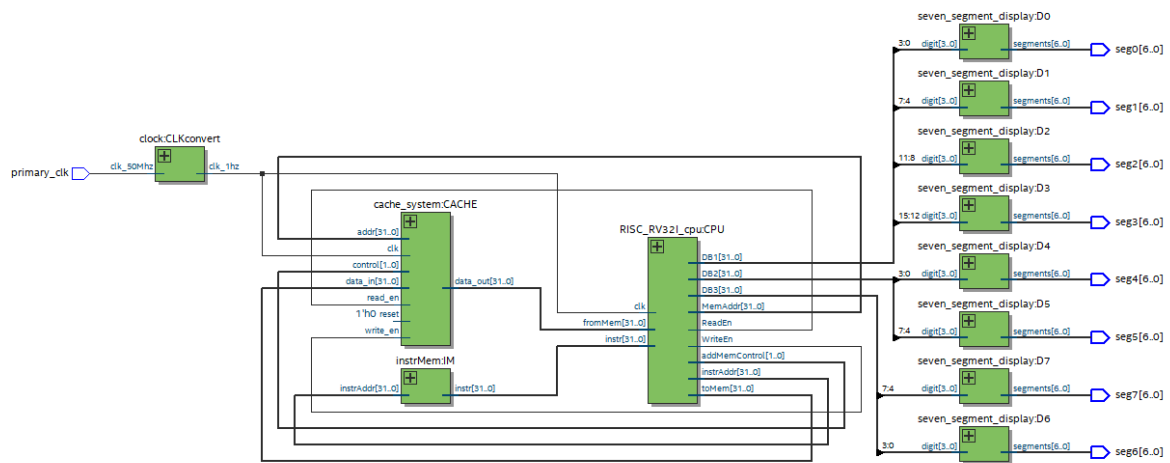 primary_clk
clock:CLKconvert
clk_50Mhz
clk_1hz
cache_system:CACHE
addr[31..0]
clk
control[1..0]
data_in[31..0]
read_en
1'h0 reset
write_en
data_out[31..0]
instrMem:IM
instrAddr[31..0]
instr[31..0]
RISC_RV32I_cpu:CPU
clk
fromMem[31..0]
instr[31..0]
DB1[31..0]
DB2[31..0]
DB3[31..0]
MemAddr[31..0]
ReadEn
WriteEn
addMemControl[1..0]
instrAddr[31..0]
toMem[31..0]
seven_segment_display:D0
3:0 digit[3..0] segments[6..0] seg0[6..0]
seven_segment_display:D1
7:4 digit[3..0] segments[6..0] seg1[6..0]
seven_segment_display:D2
11:8 digit[3..0] segments[6..0] seg2[6..0]
seven_segment_display:D3
15:12 digit[3..0] segments[6..0] seg3[6..0]
seven_segment_display:D4
3:0 digit[3..0] segments[6..0] seg4[6..0]
seven_segment_display:D5
7:4 digit[3..0] segments[6..0] seg5[6..0]
seven_segment_display:D7
7:4 digit[3..0] segments[6..0] seg7[6..0]
seven_segment_display:D6
3:0 digit[3..0] segments[6..0] seg6[6..0]